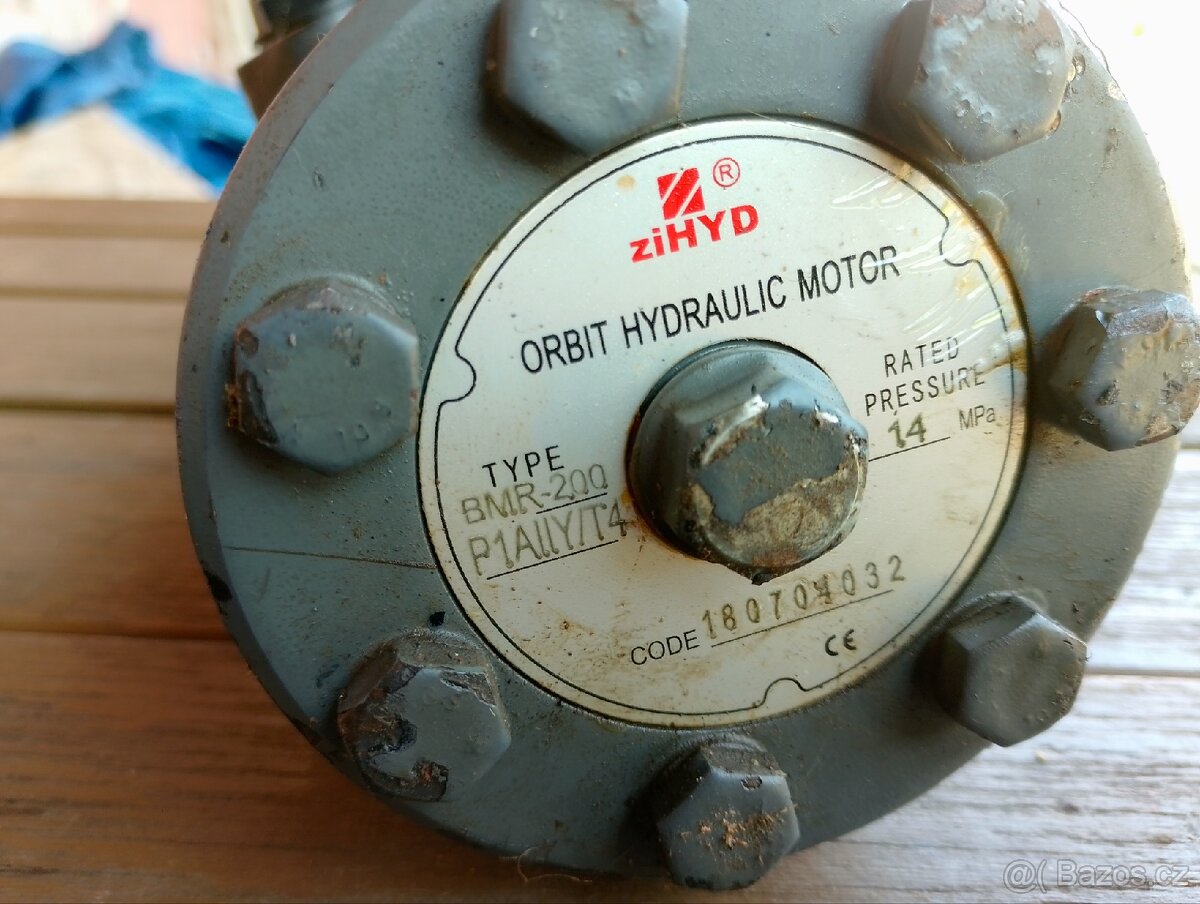 ®
ziHYD
ORBIT HYDRAULIC MOTOR
RATED
PRESSURE
14 MPa
TYPE
BMR-200
P1AIIY/T4
CODE 180704032
CE
@( Bazos.cz